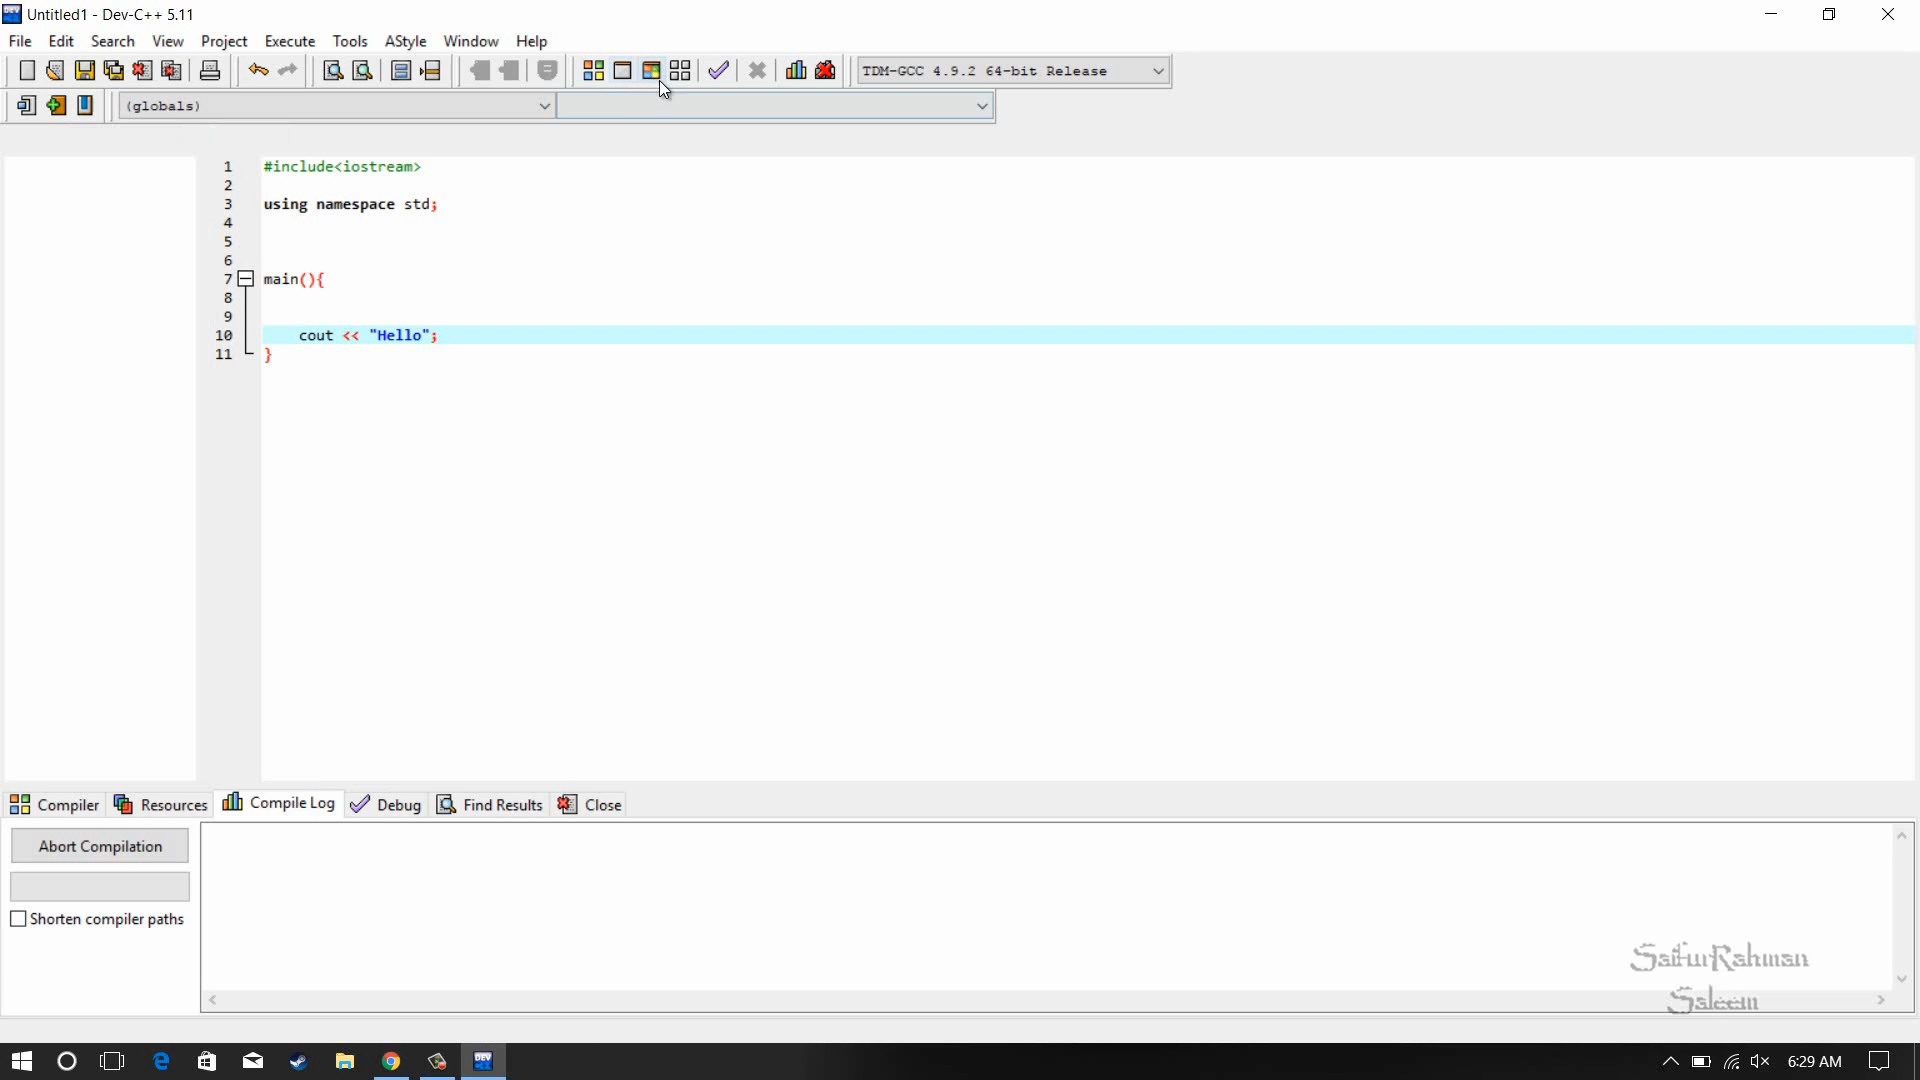 Untitled1 - Dev-C++ 5.11
File Edit Search View Project Execute Tools AStyle Window Help
TDM-GCC 4.9.2 64-bit Release
(globals)
1 #include<iostream>
2
3 using namespace std;
4
5
6
7 main(){
8
9
10 cout << "Hello";
11 }
Compiler Resources Compile Log Debug Find Results Close
Abort Compilation
Shorten compiler paths
SaifurRahman
Saleem
DEV C++ 6:29 AM